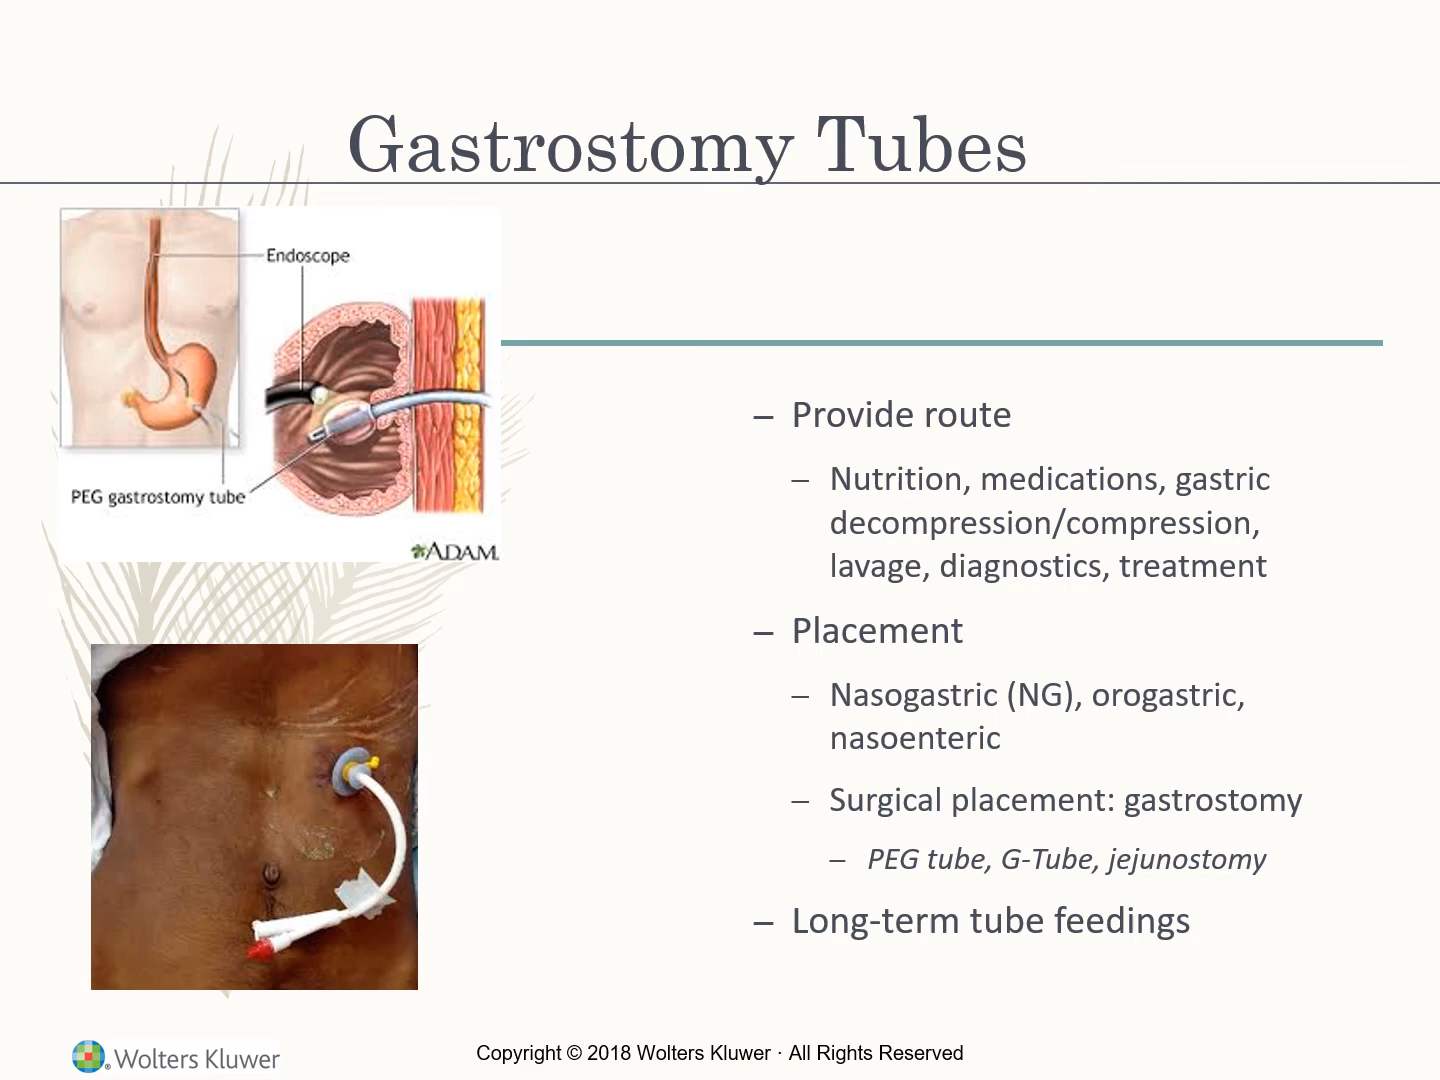 Gastrostomy Tubes
Endoscope
PEG gastrostomy tube
ADAM.
– Provide route
– Nutrition, medications, gastric
decompression/compression,
lavage, diagnostics, treatment
– Placement
– Nasogastric (NG), orogastric,
nasoenteric
– Surgical placement: gastrostomy
– PEG tube, G-Tube, jejunostomy
– Long-term tube feedings
Wolters Kluwer
Copyright © 2018 Wolters Kluwer · All Rights Reserved